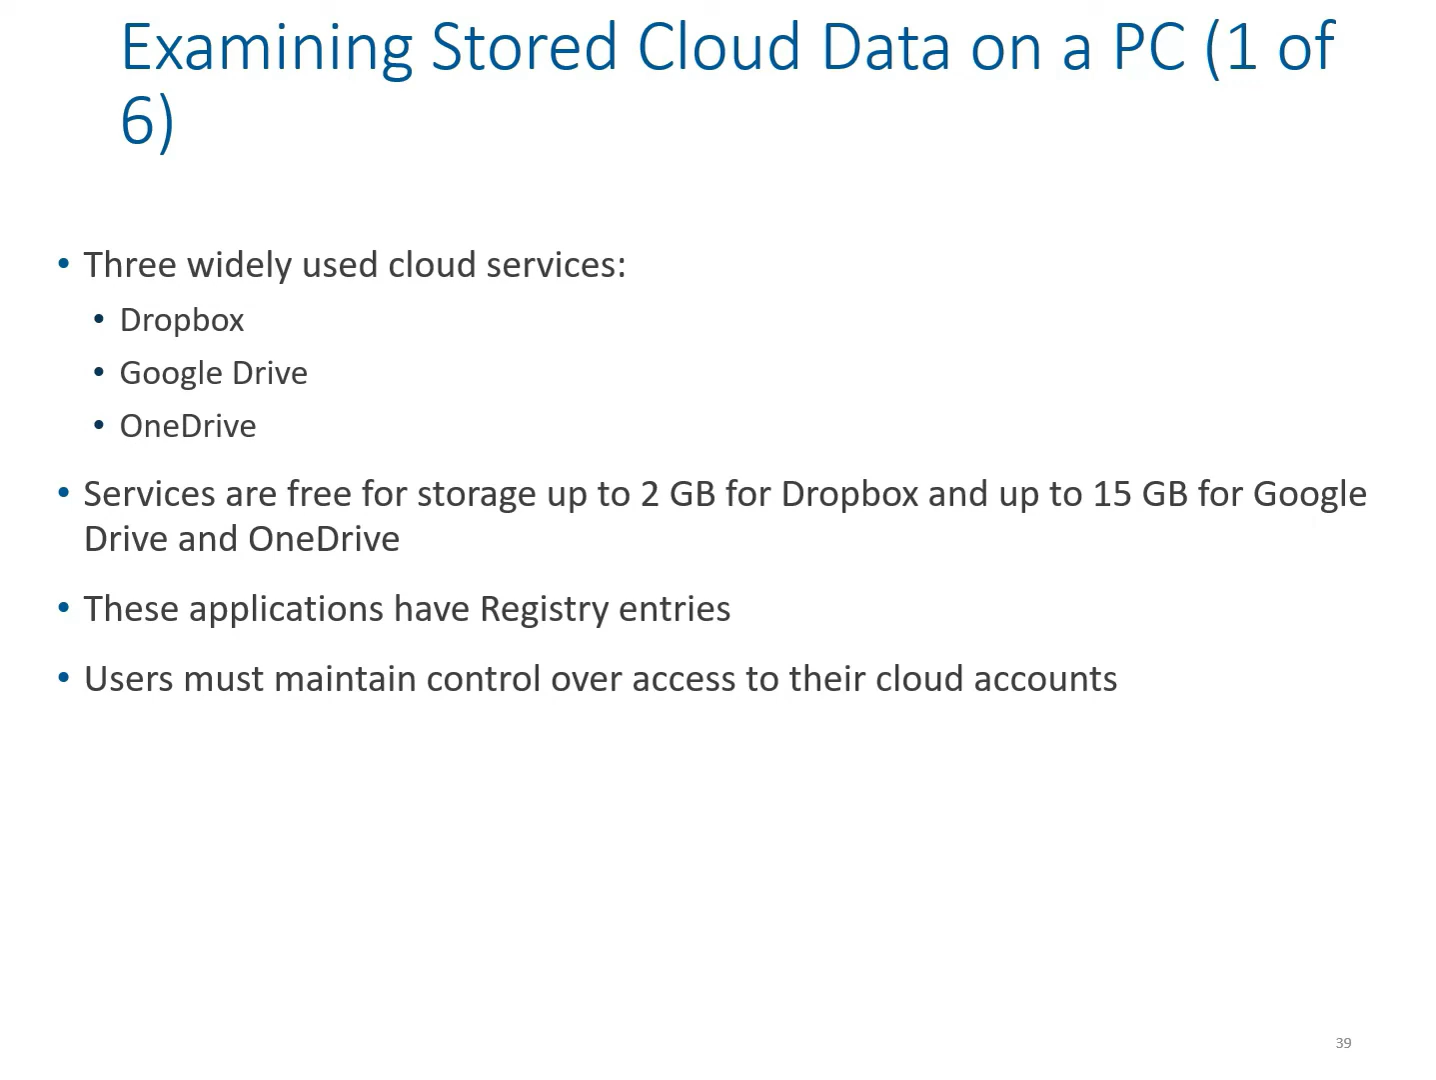 Examining Stored Cloud Data on a PC (1 of
6)
• Three widely used cloud services:
• Dropbox
• Google Drive
• OneDrive
• Services are free for storage up to 2 GB for Dropbox and up to 15 GB for Google
Drive and OneDrive
• These applications have Registry entries
• Users must maintain control over access to their cloud accounts
39